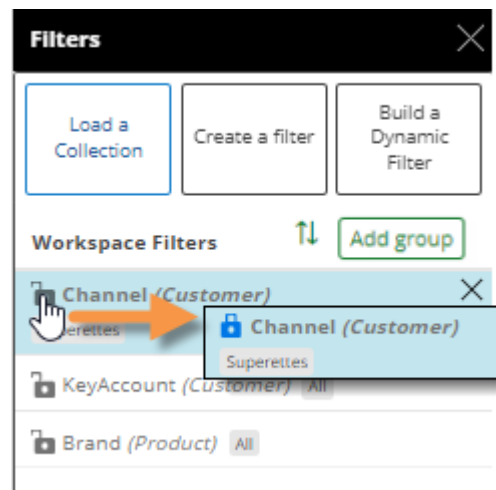 Filters
Load a
Collection
Create a filter
Build a
Dynamic
Filter
Workspace Filters
Add group
Channel (Customer)
Channel (Customer)
Superettes
KeyAccount (Customer) All
Brand (Product) All